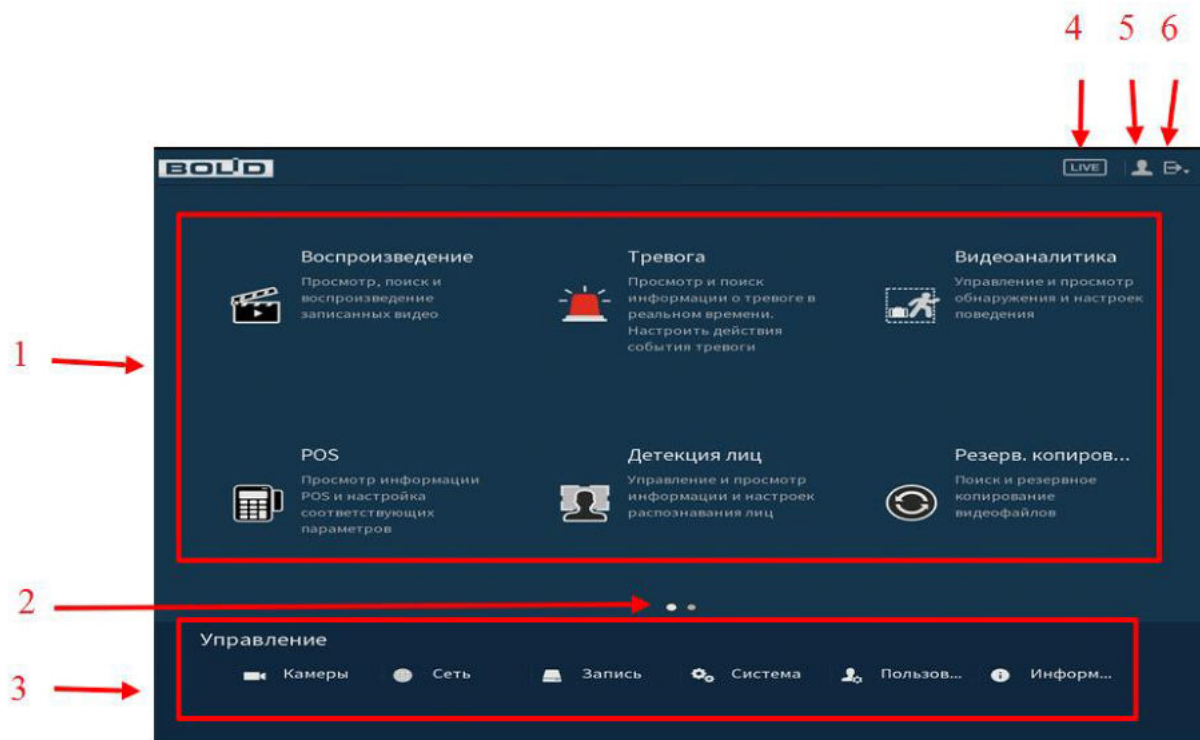 4 5 6
BOLID
LIVE
Воспроизведение
Просмотр, поиск и
воспроизведение
записанных видео
Тревога
Просмотр и поиск
информации о тревоге в
реальном времени.
Настроить действия
события тревоги
Видеоаналитика
Управление и просмотр
обнаружения и настроек
поведения
1
POS
Просмотр информации
POS и настройка
соответствующих
параметров
Детекция лиц
Управление и просмотр
информации и настроек
распознавания лиц
Резерв. копиров...
Поиск и резервное
копирование
видеофайлов
2
Управление
3
Камеры Сеть Запись Система Пользов... Информ...